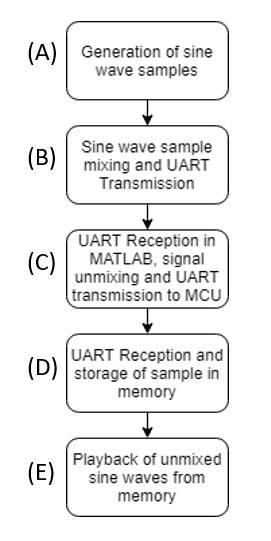 (A)
Generation of sine
wave samples
(B)
Sine wave sample
mixing and UART
Transmission
(C)
UART Reception in
MATLAB, signal
unmixing and UART
transmission to MCU
(D)
UART Reception and
storage of sample in
memory
(E)
Playback of unmixed
sine waves from
memory